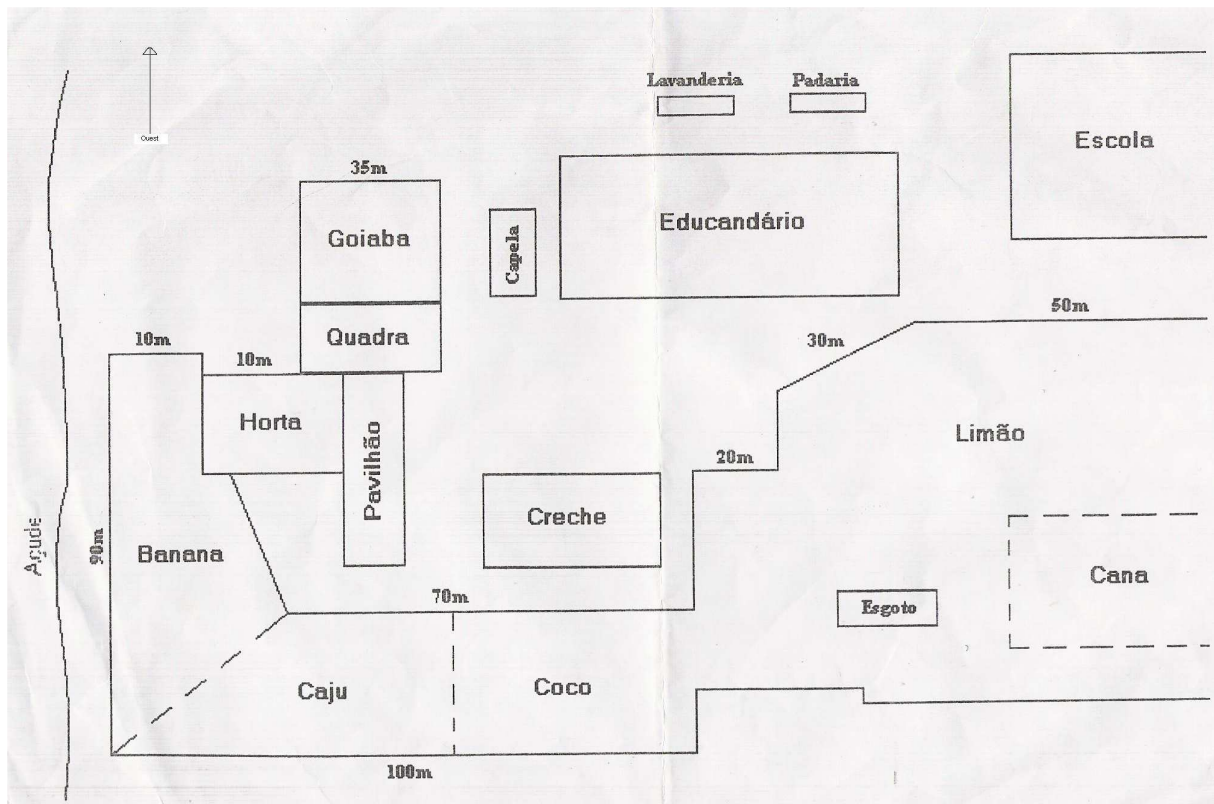 Lavanderia
Padaria
Ouest
Escola
35m
Goiaba
Educandário
Capela
50m
Quadra
10m
30m
10m
Horta
Limão
Pavilhão
20m
Creche
Açude
90m
Banana
Cana
70m
Esgoto
Caju
Coco
100m